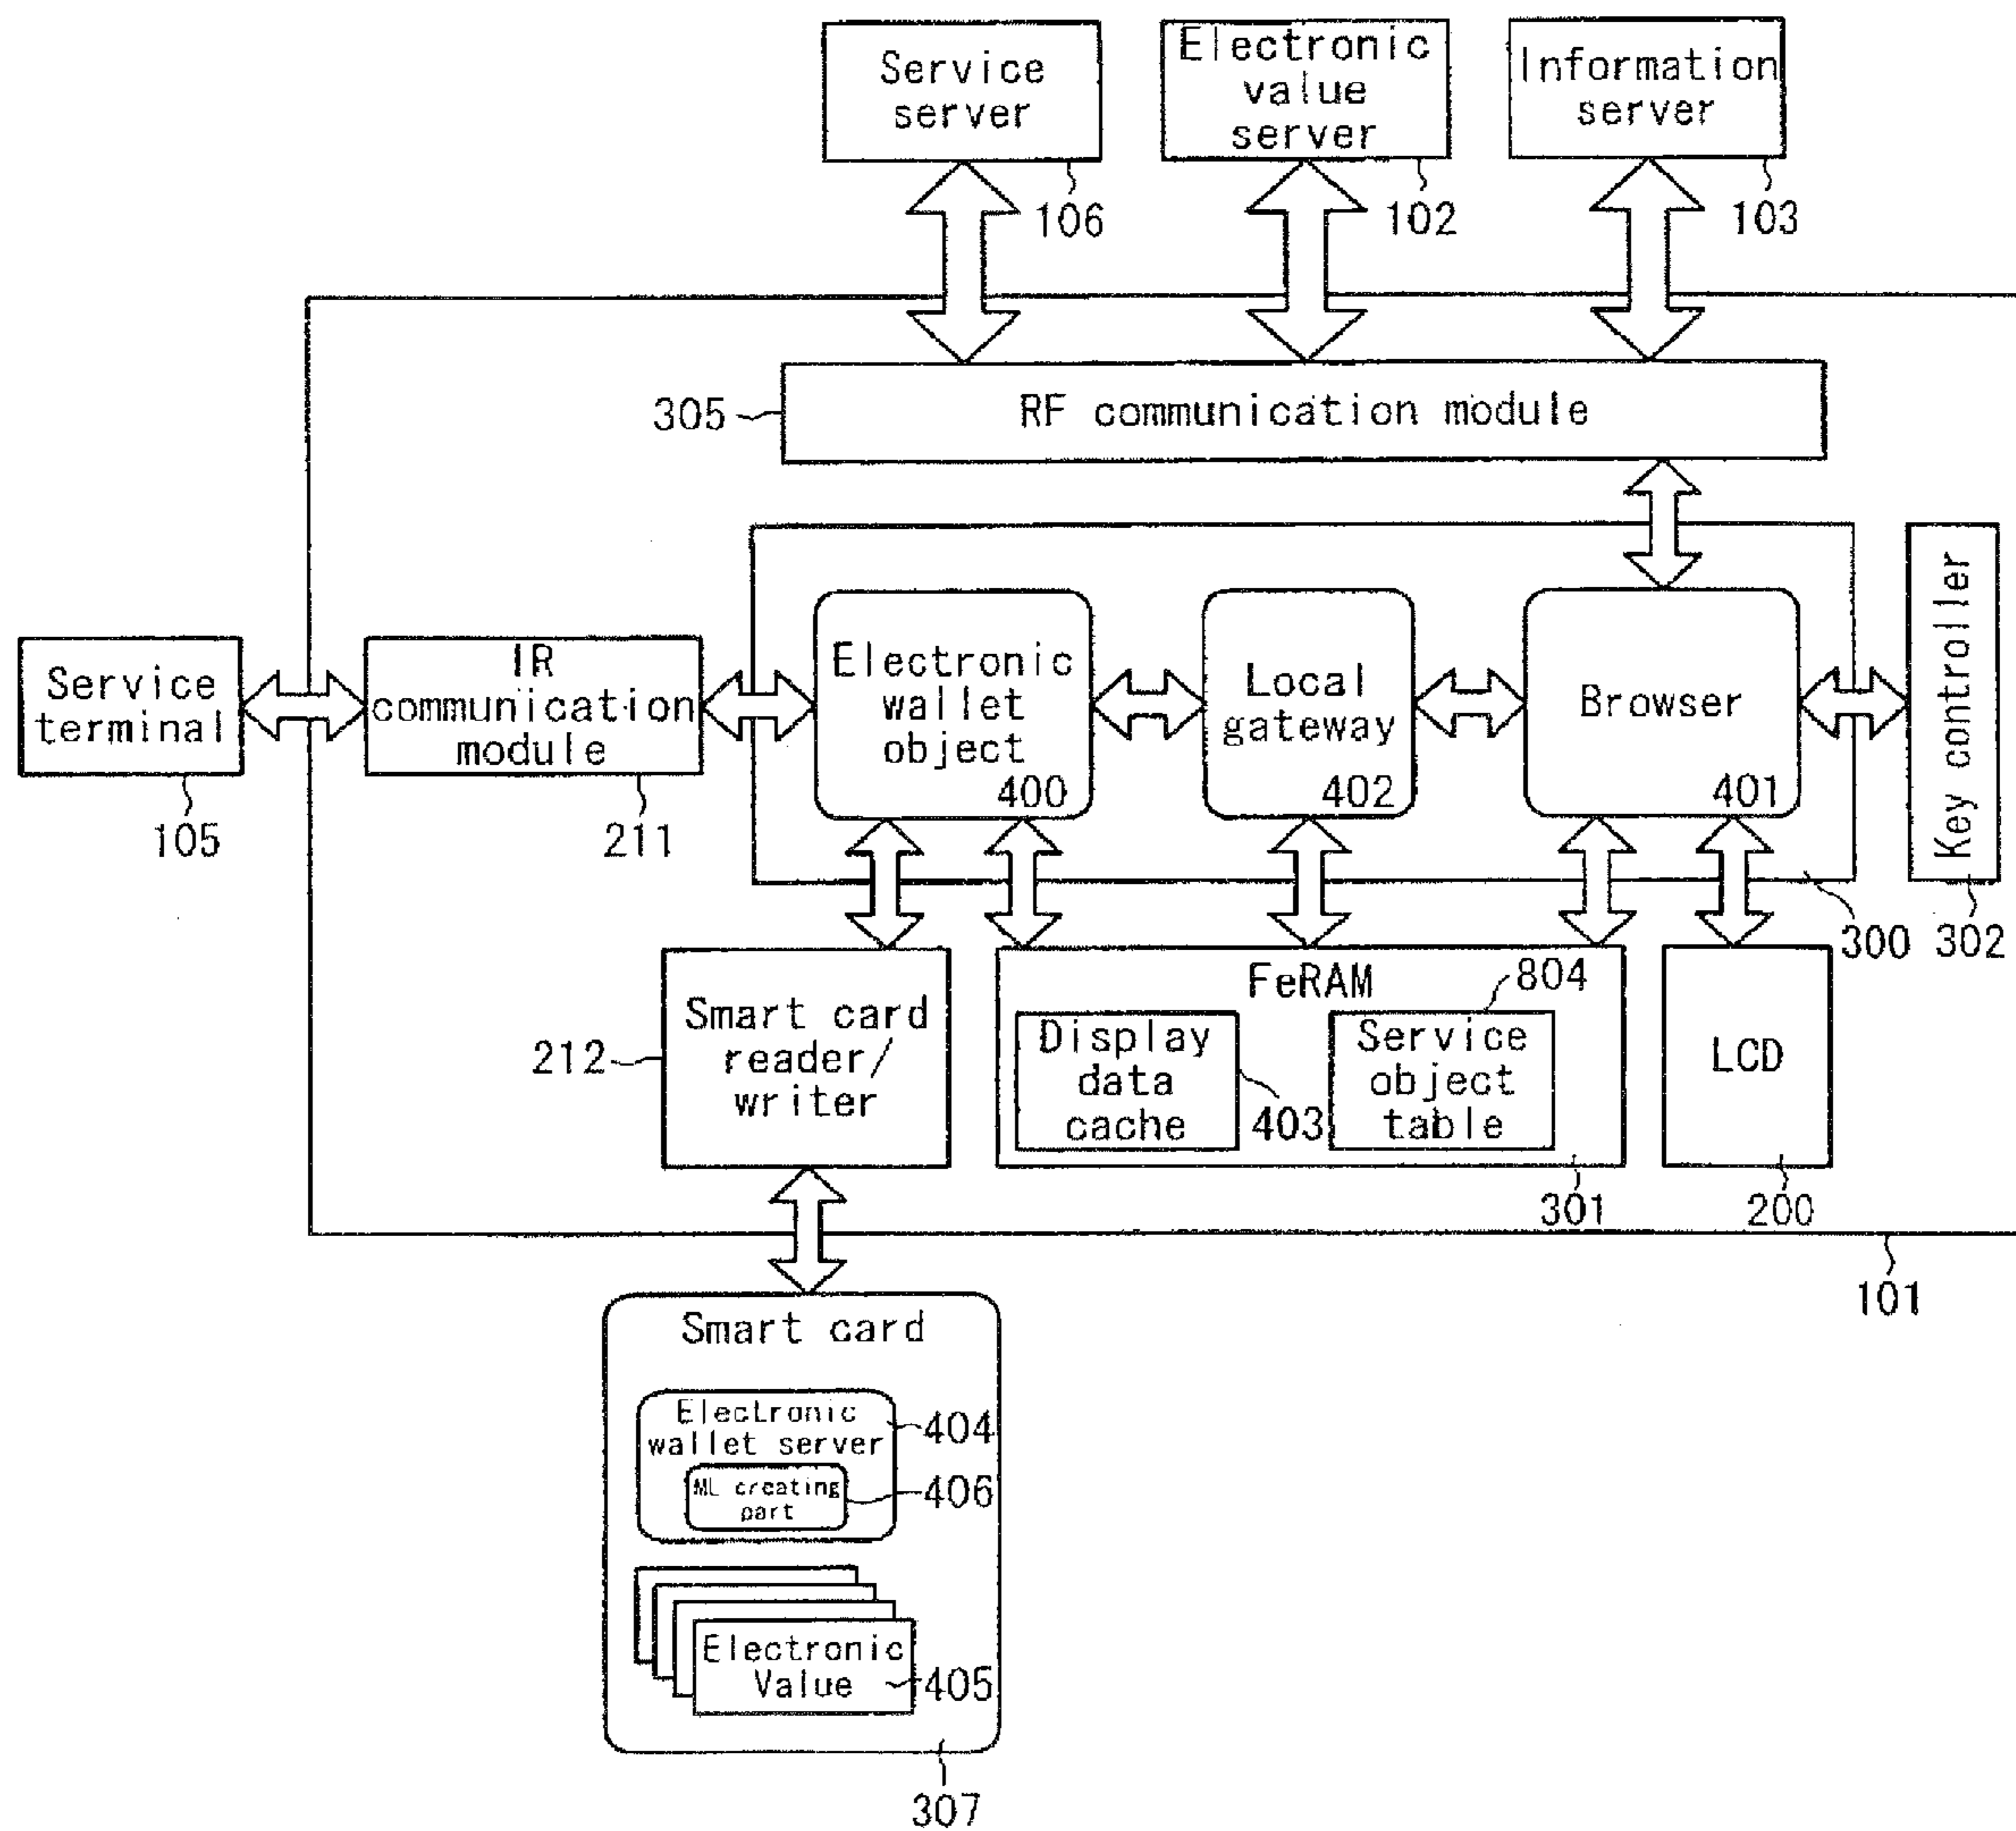 Service
server
106
Electronic
value
server
102
Information
server
103
305
RF communication module
Service
terminal
105
IR
communication
module
211
Electronic
wallet
object
400
Local
gateway
402
Browser
401
Key controller
302
300
212
Smart card
reader/
writer
FeRAM
804
Display
data
cache
403
Service
object
table
301
LCD
200
101
Smart card
Electronic
wallet server
404
ML creating
part
406
Electronic
Value
405
307